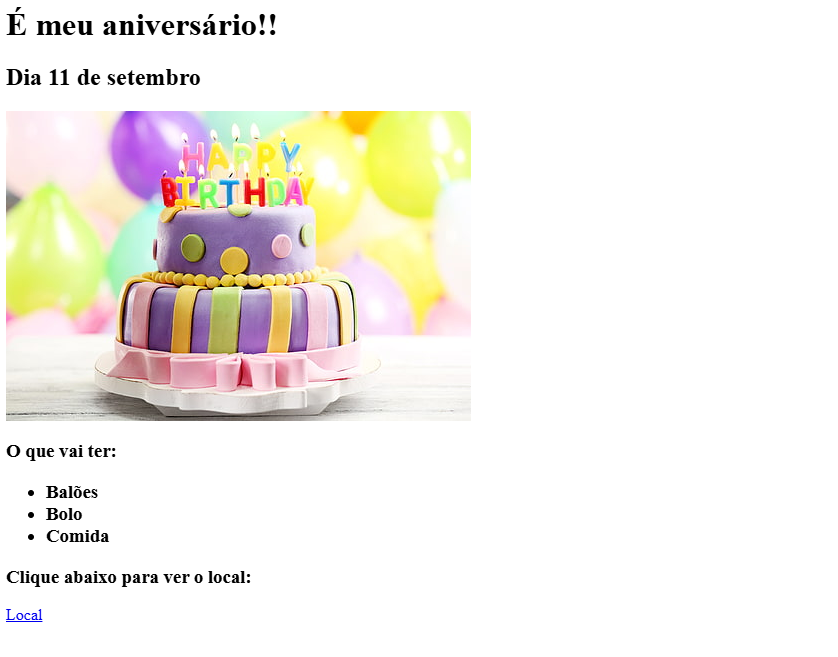 É meu aniversário!!
Dia 11 de setembro
HAPPY
BIRTHDAY
O que vai ter:
Balões
Bolo
Comida
Clique abaixo para ver o local:
Local